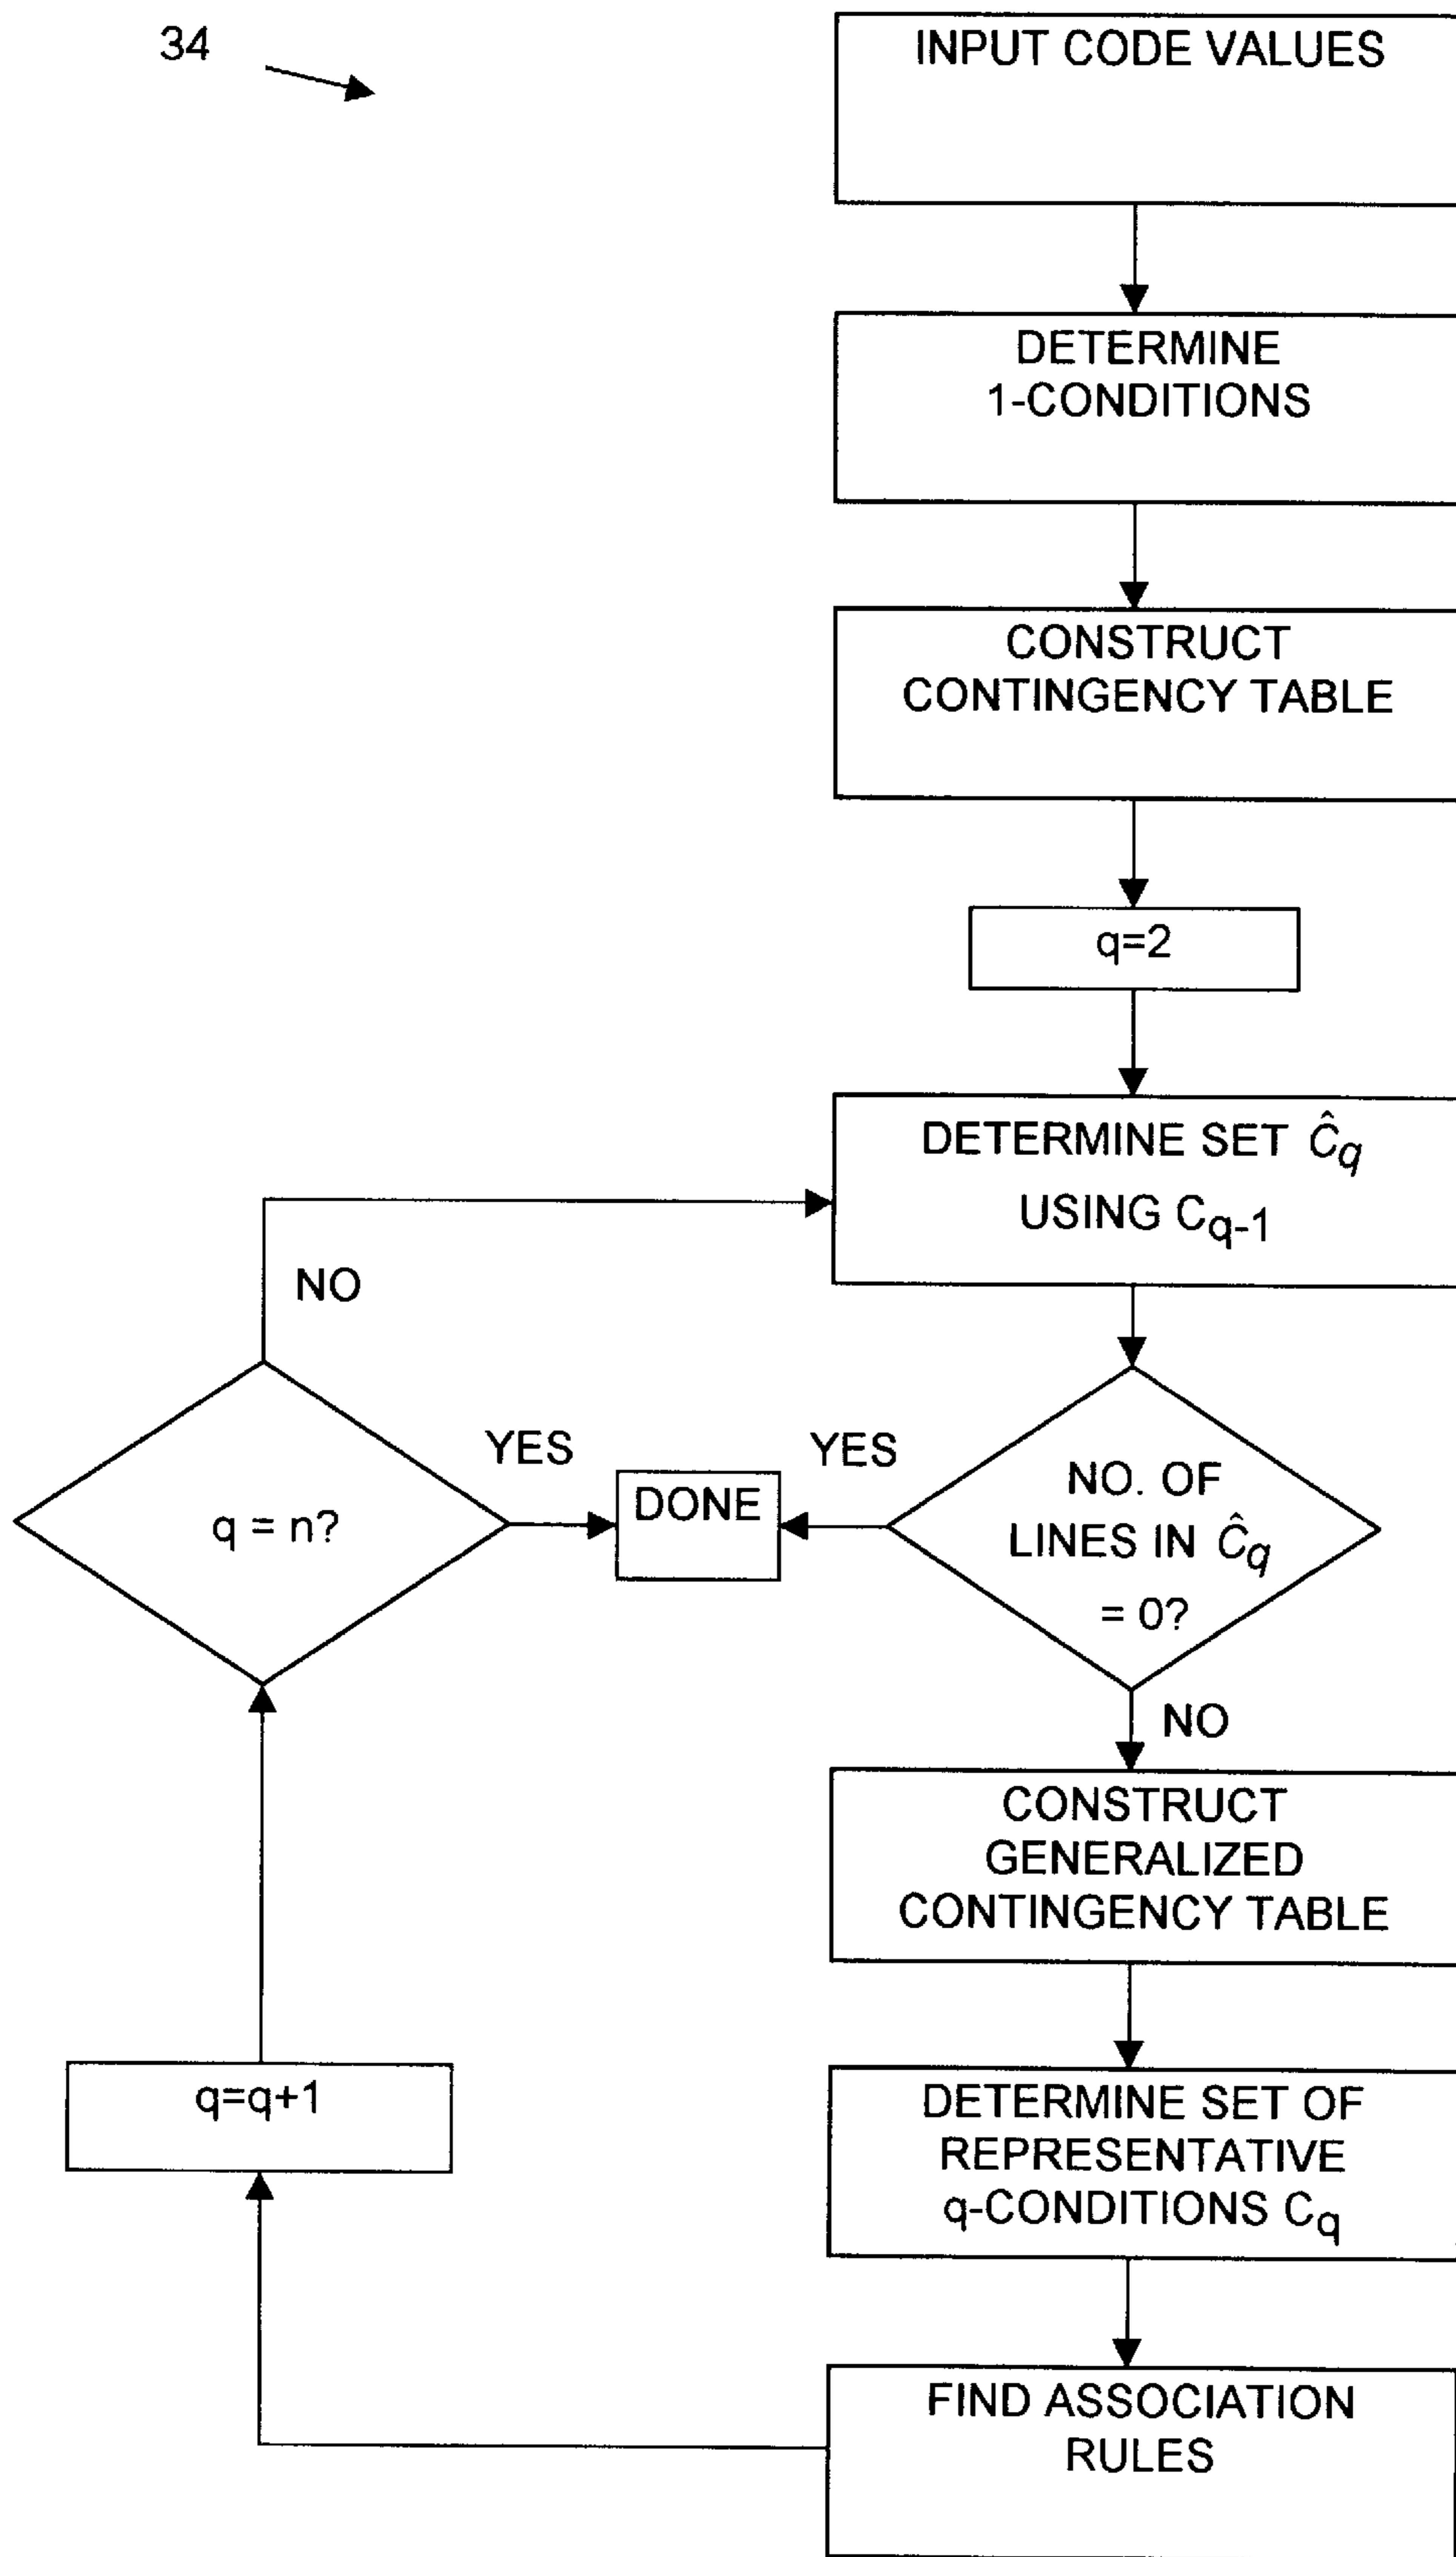 34
INPUT CODE VALUES
DETERMINE
1-CONDITIONS
CONSTRUCT
CONTINGENCY TABLE
q=2
DETERMINE SET Ĉq
USING Cq-1
NO
q = n?
YES
DONE
YES
NO. OF
LINES IN Ĉq
= 0?
NO
CONSTRUCT
GENERALIZED
CONTINGENCY TABLE
DETERMINE SET OF
REPRESENTATIVE
q-CONDITIONS Cq
q=q+1
FIND ASSOCIATION
RULES